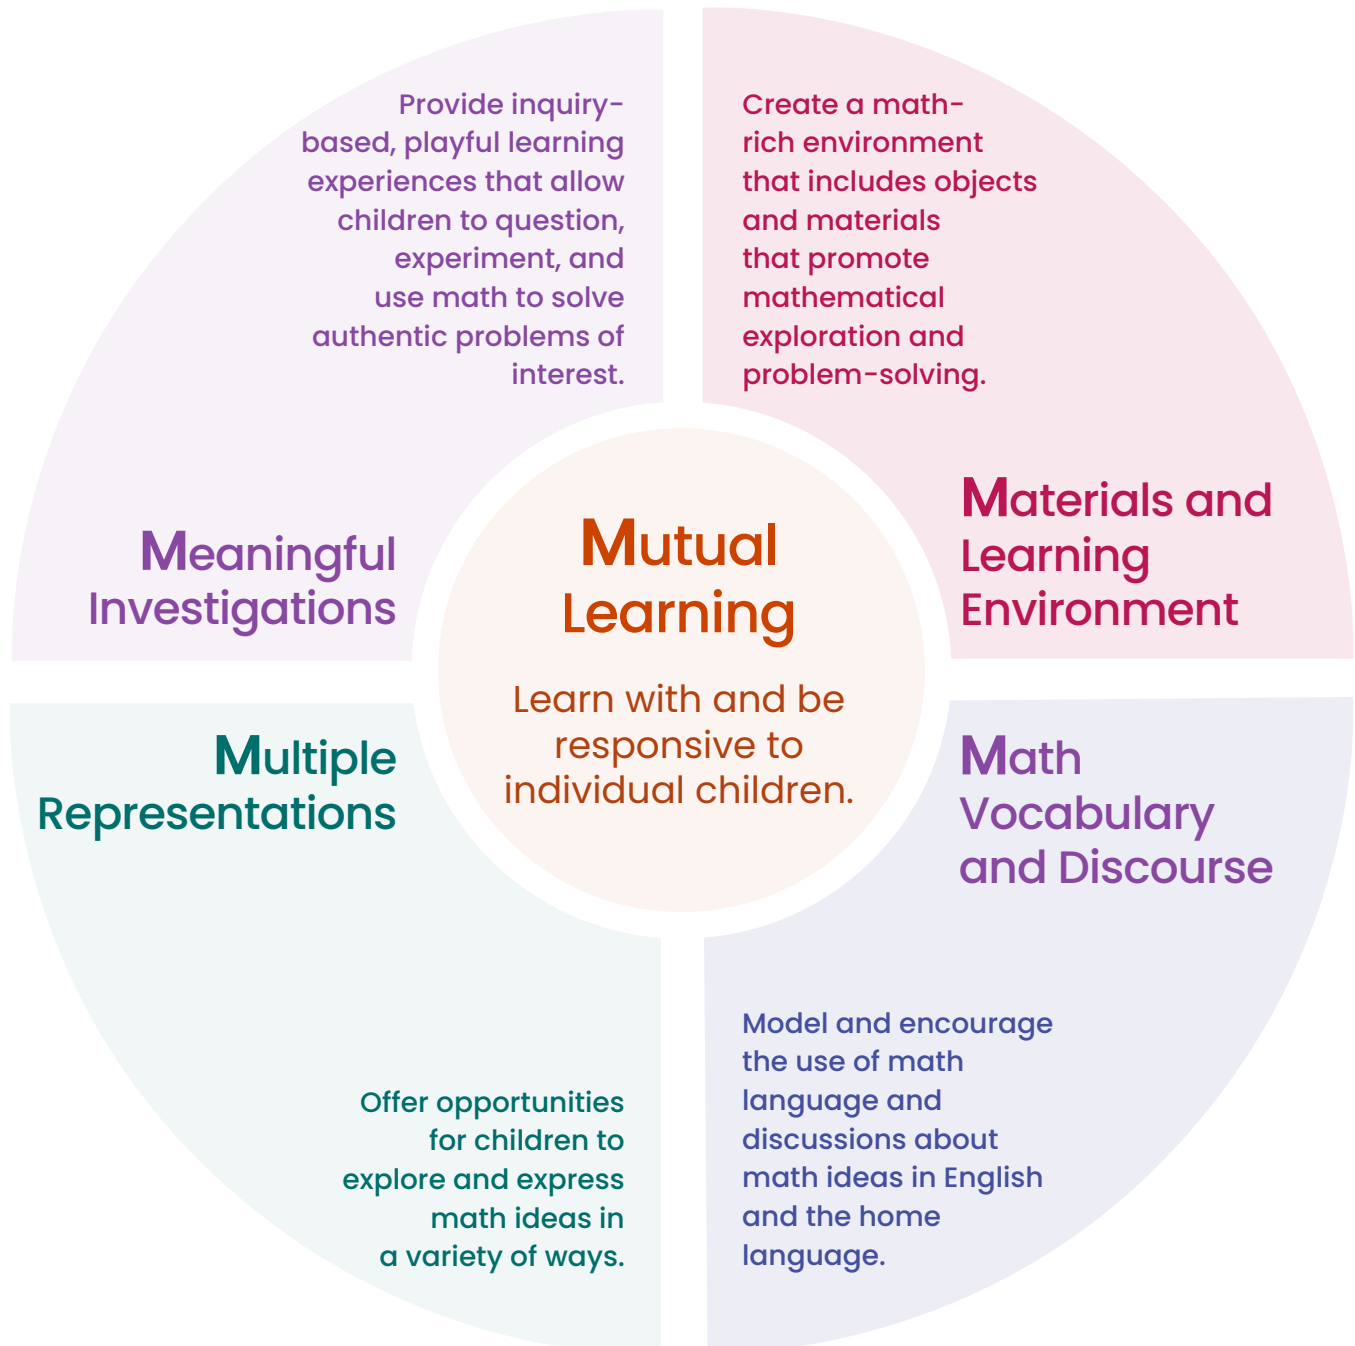 Provide inquiry-
based, playful learning
experiences that allow
children to question,
experiment, and
use math to solve
authentic problems of
interest.
Meaningful
Investigations
Create a math-
rich environment
that includes objects
and materials
that promote
mathematical
exploration and
problem-solving.
Materials and
Learning
Environment
Mutual
Learning
Learn with and be
responsive to
individual children.
Multiple
Representations
Offer opportunities
for children to
explore and express
math ideas in
a variety of ways.
Math
Vocabulary
and Discourse
Model and encourage
the use of math
language and
discussions about
math ideas in English
and the home
language.